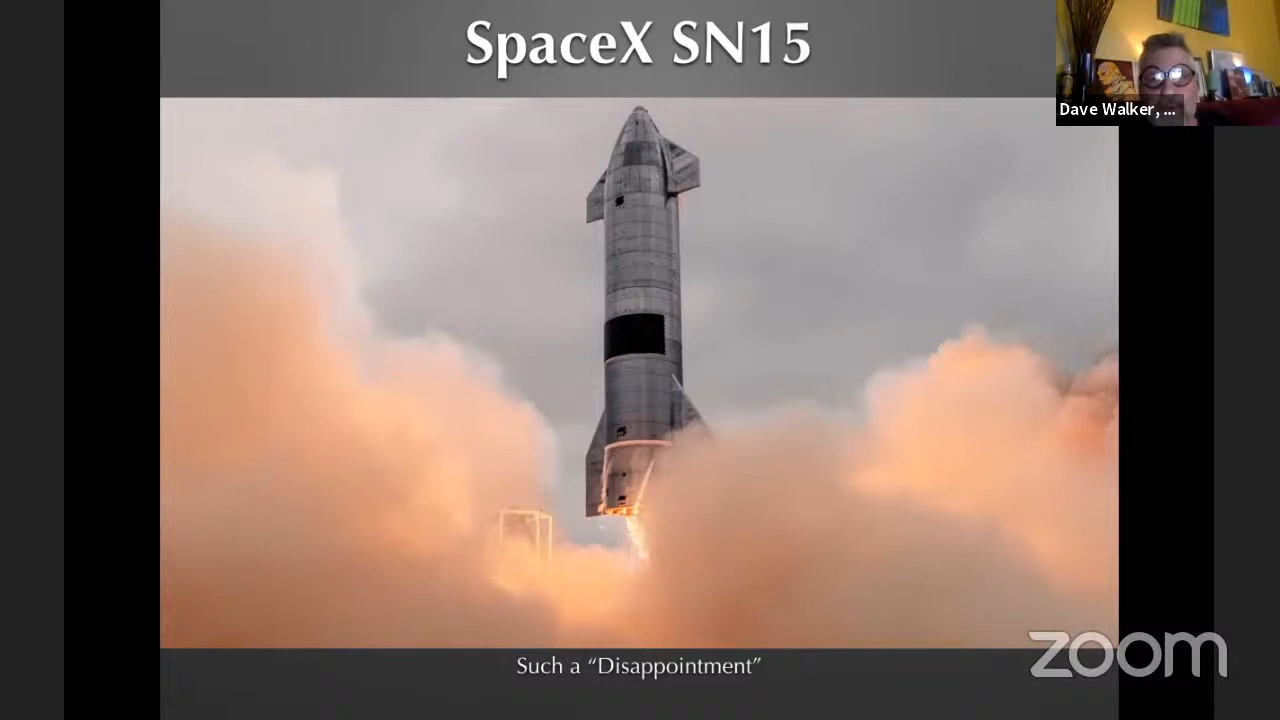 SpaceX SN15
Dave Walker, ...
Such a “Disappointment”
zoom